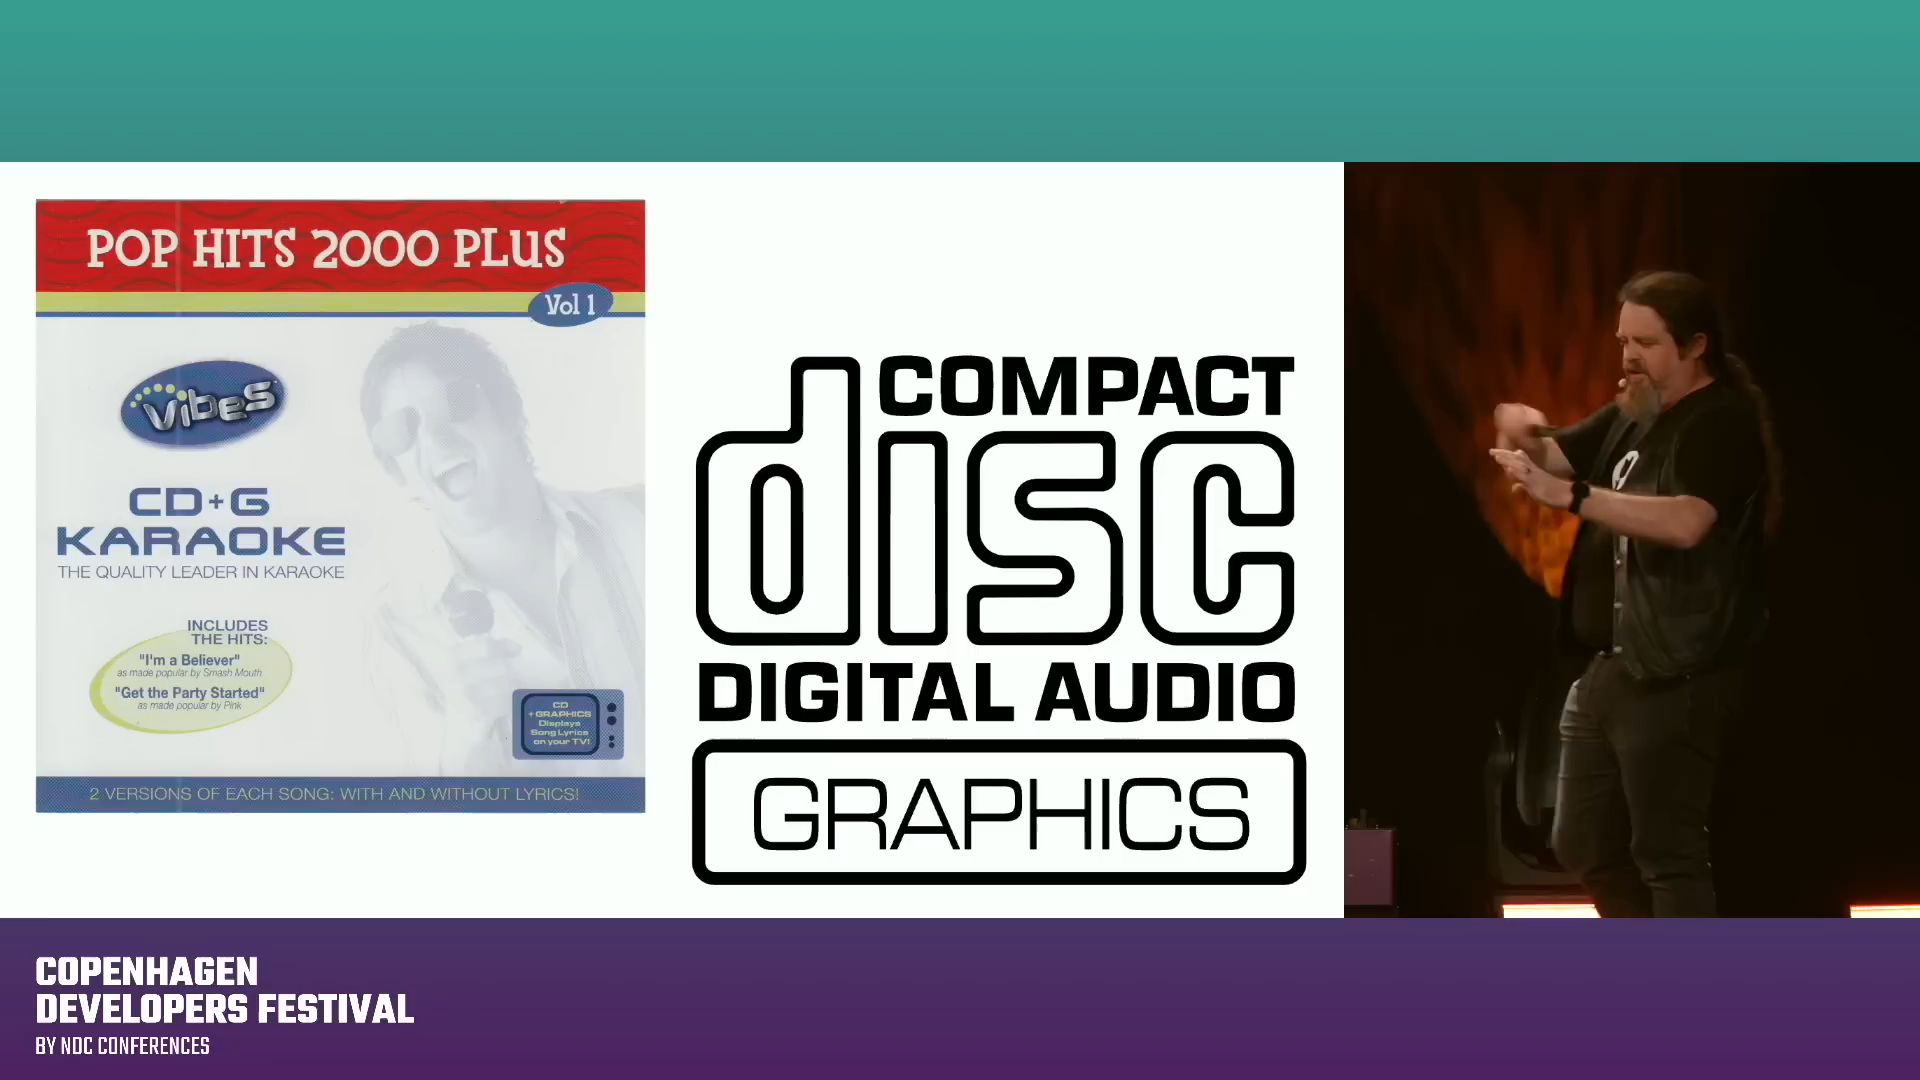 POP HITS 2000 PLUS
Vol 1
Vibes
CD+G
KARAOKE
THE QUALITY LEADER IN KARAOKE
INCLUDES
THE HITS:
"I'm a Believer"
as made popular by Smash Mouth
"Get the Party Started"
as made popular by Pink
CD
+GRAPHICS
Displays
Song Lyrics
on your TV!
2 VERSIONS OF EACH SONG: WITH AND WITHOUT LYRICS!
COMPACT
disc
DIGITAL AUDIO
GRAPHICS
COPENHAGEN
DEVELOPERS FESTIVAL
BY NDC CONFERENCES